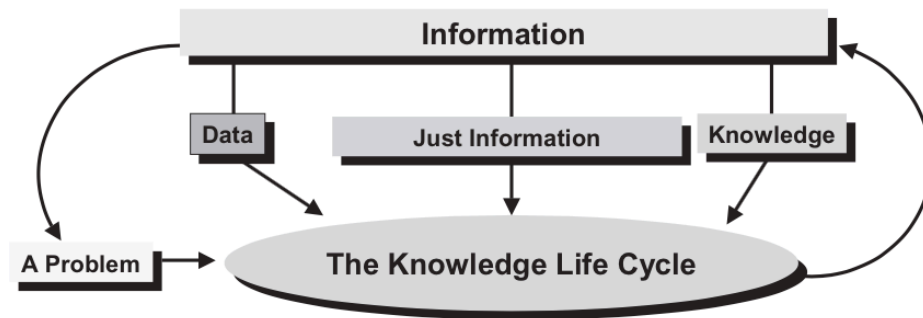 Information
Data
Just Information
Knowledge
A Problem
The Knowledge Life Cycle